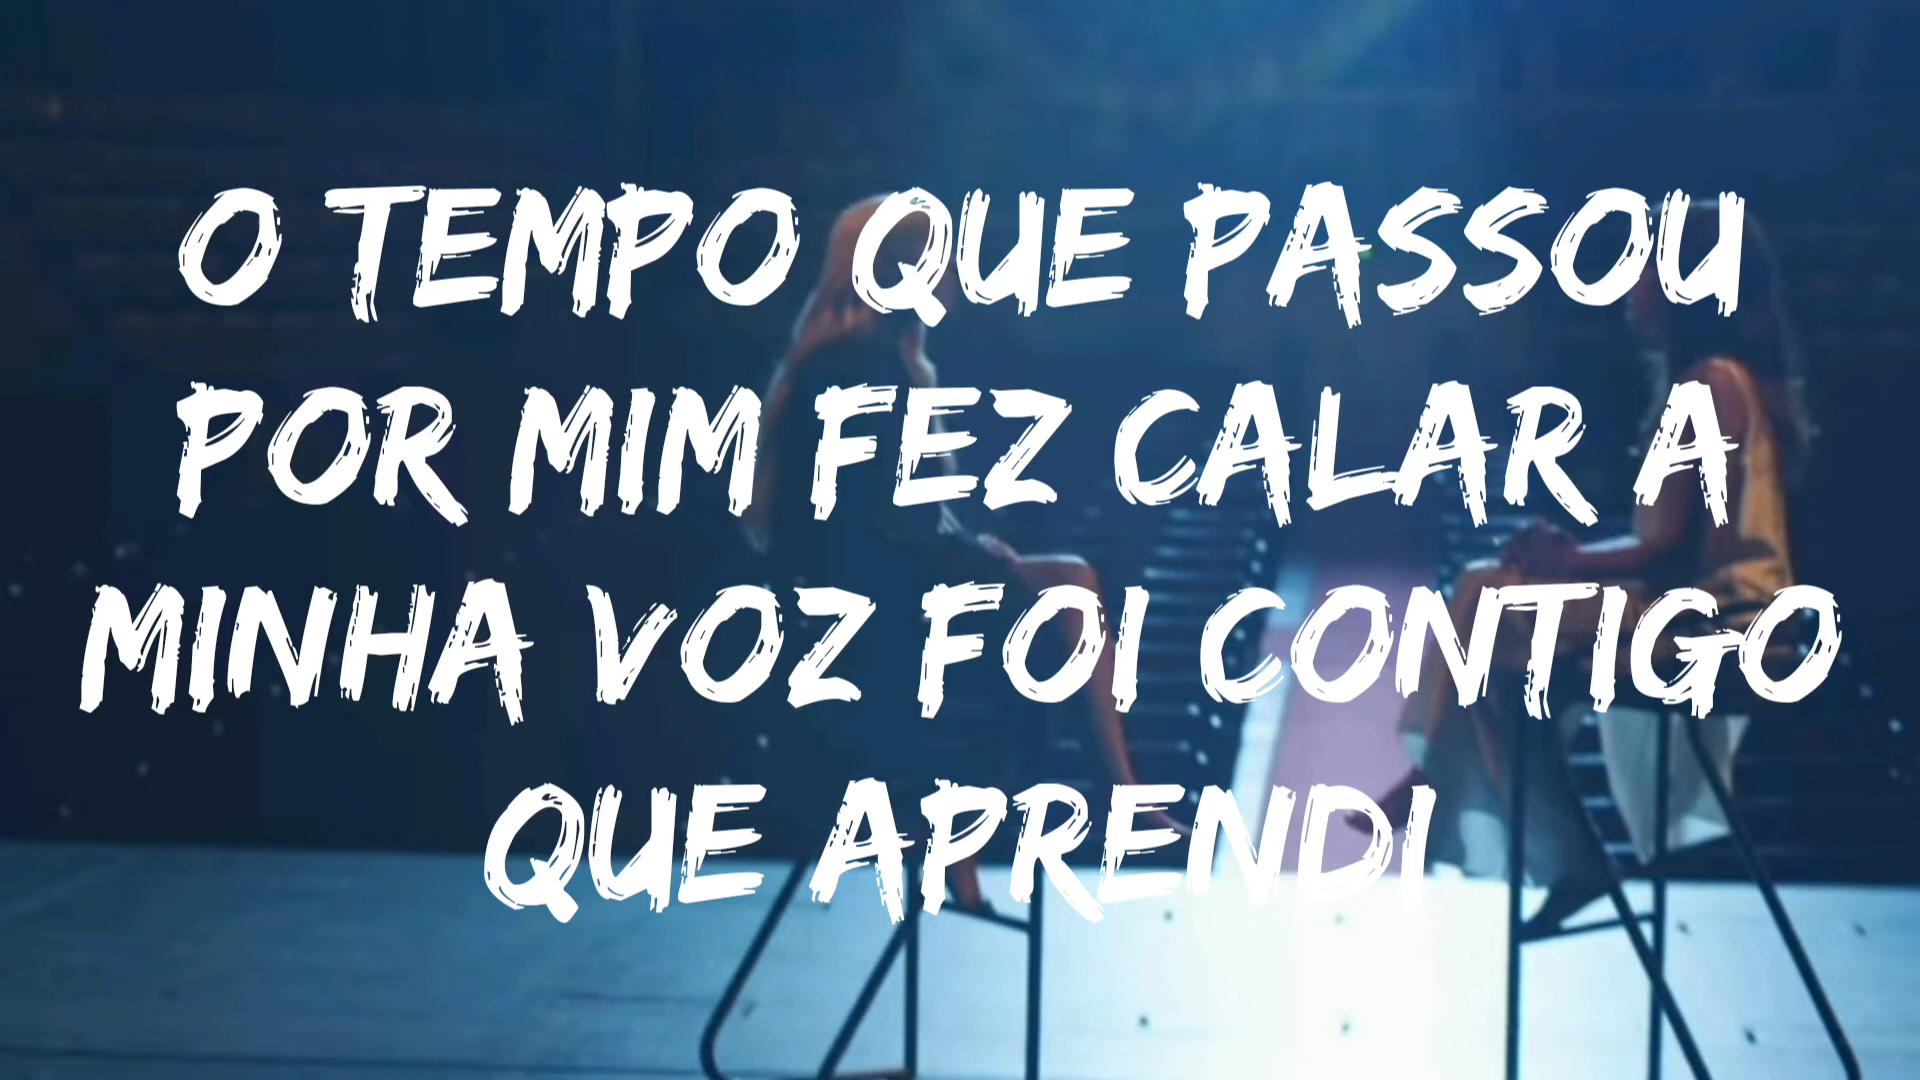 O TEMPO QUE PASSOU
POR MIM FEZ CALAR A
MINHA VOZ FOI CONTIGO
QUE APRENDI